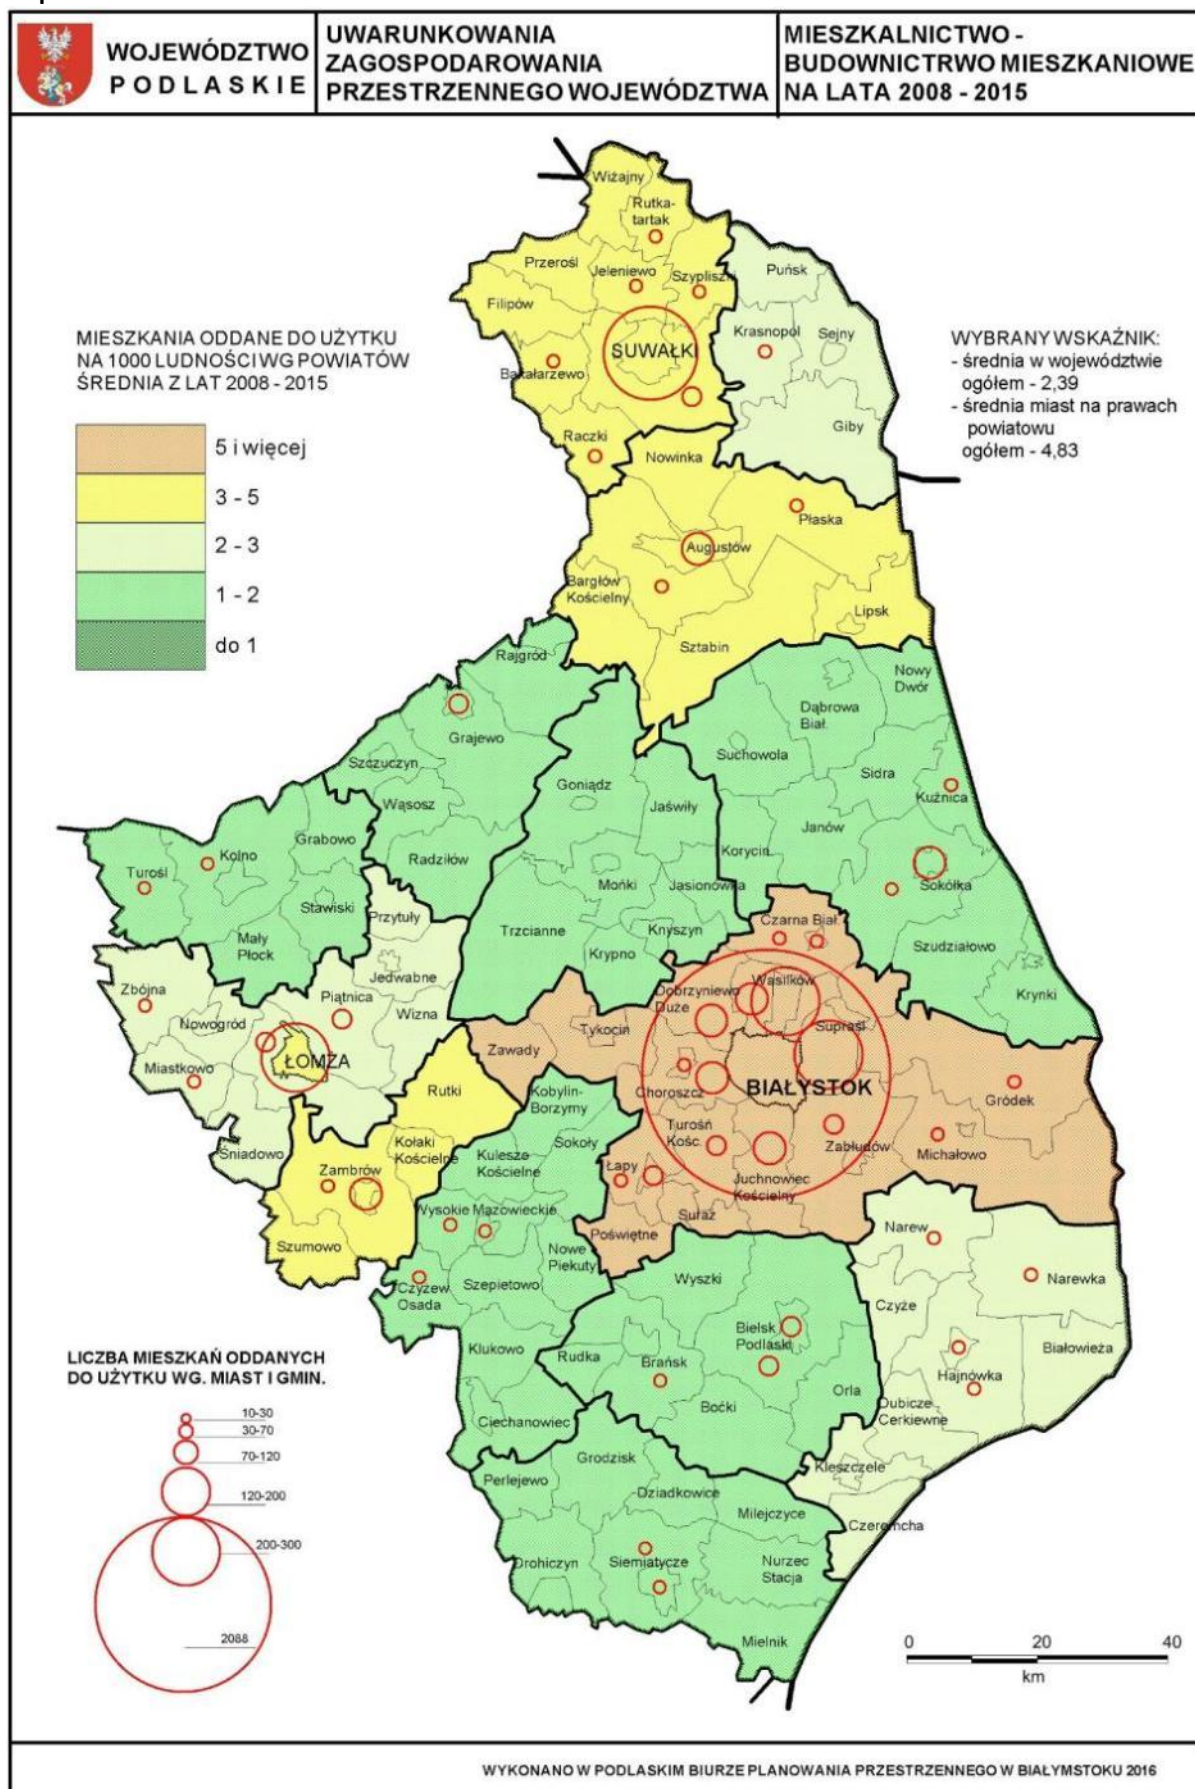 WOJEWÓDZTWO
PODLASKIE
UWARUNKOWANIA
ZAGOSPODAROWANIA
PRZESTRZENNEGO WOJEWÓDZTWA
MIESZKALNICTWO -
BUDOWNICTRWO MIESZKANIOWE
NA LATA 2008 - 2015
MIESZKANIA ODDANE DO UŻYTKU
NA 1000 LUDNOŚCI WG POWIATÓW
ŚREDNIA Z LAT 2008 - 2015
5 i więcej
3 - 5
2 - 3
1 - 2
do 1
WYBRANY WSKAŹNIK:
- średnia w województwie
ogółem - 2,39
- średnia miast na prawach
powiatowu
ogółem - 4,83
Wiżajny
Rutka-
tartak
Przerośl
Jeleniewo
Szypliszki
Filipów
SUWAŁKI
Bakałarzewo
Raczki
Puńsk
Krasnopol
Sejny
Giby
Nowinka
Płaska
Augustów
Bargłów
Kościelny
Lipsk
Sztabin
Rajgród
Grajewo
Szczuczyn
Wąsosz
Radziłów
Nowy
Dwór
Dąbrowa
Biał.
Suchowola
Sidra
Kuźnica
Janów
Korycin
Sokółka
Szudziałowo
Krynki
Goniądz
Jaświły
Mońki
Jasionówka
Trzcianne
Knyszyn
Krypno
Grabowo
Kolno
Turośl
Stawiski
Mały
Płock
Przytuły
Jedwabne
Zbójna
Piątnica
Nowogród
Wizna
ŁOMŻA
Miastkowo
Śniadowo
Rutki
Kołaki
Kościelne
Zambrów
Szumowo
Czarna Biał.
Wasilków
Dobrzyniewo
Duże
Supraśl
Tykocin
Zawady
Choroszcz
BIAŁYSTOK
Gródek
Turośń
Kośc.
Zabłudów
Michałowo
Łapy
Juchnowiec
Kościelny
Suraż
Poświętne
Kobylin-
Borzymy
Sokoły
Kulesze
Kościelne
Wysokie Mazowieckie
Nowe
Piekuty
Czyżew
Osada
Szepietowo
Klukowo
Ciechanowiec
Wyszki
Bielsk
Podlaski
Rudka
Brańsk
Boćki
Orla
Narew
Narewka
Czyże
Białowieża
Hajnówka
Dubicze
Cerkiewne
Kleszczele
Czeremcha
Grodzisk
Perlejewo
Dziadkowice
Milejczyce
Drohiczyn
Siemiatycze
Nurzec
Stacja
Mielnik
LICZBA MIESZKAŃ ODDANYCH
DO UŻYTKU WG. MIAST I GMIN.
10-30
30-70
70-120
120-200
200-300
2088
0 20 40
km
WYKONANO W PODLASKIM BIURZE PLANOWANIA PRZESTRZENNEGO W BIAŁYMSTOKU 2016